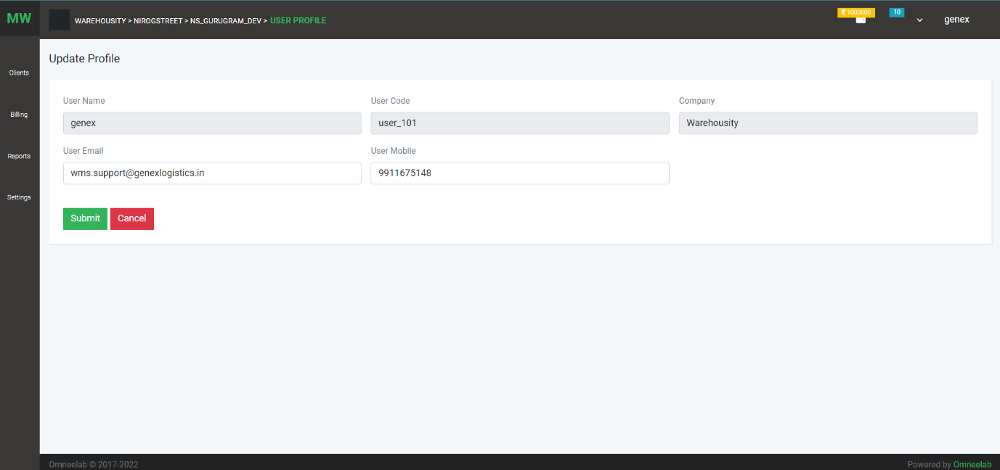 MW
WAREHOUSITY > NIROGSTREET > NS_GURUGRAM_DEV > USER PROFILE
₹ 1000000
10
genex
Clients
Billing
Reports
Settings
Update Profile
User Name User Code Company
genex user_101 Warehousity
User Email User Mobile
wms.support@genexlogistics.in 9911675148
Submit Cancel
Omneelab © 2017-2022 Powered by Omneelab